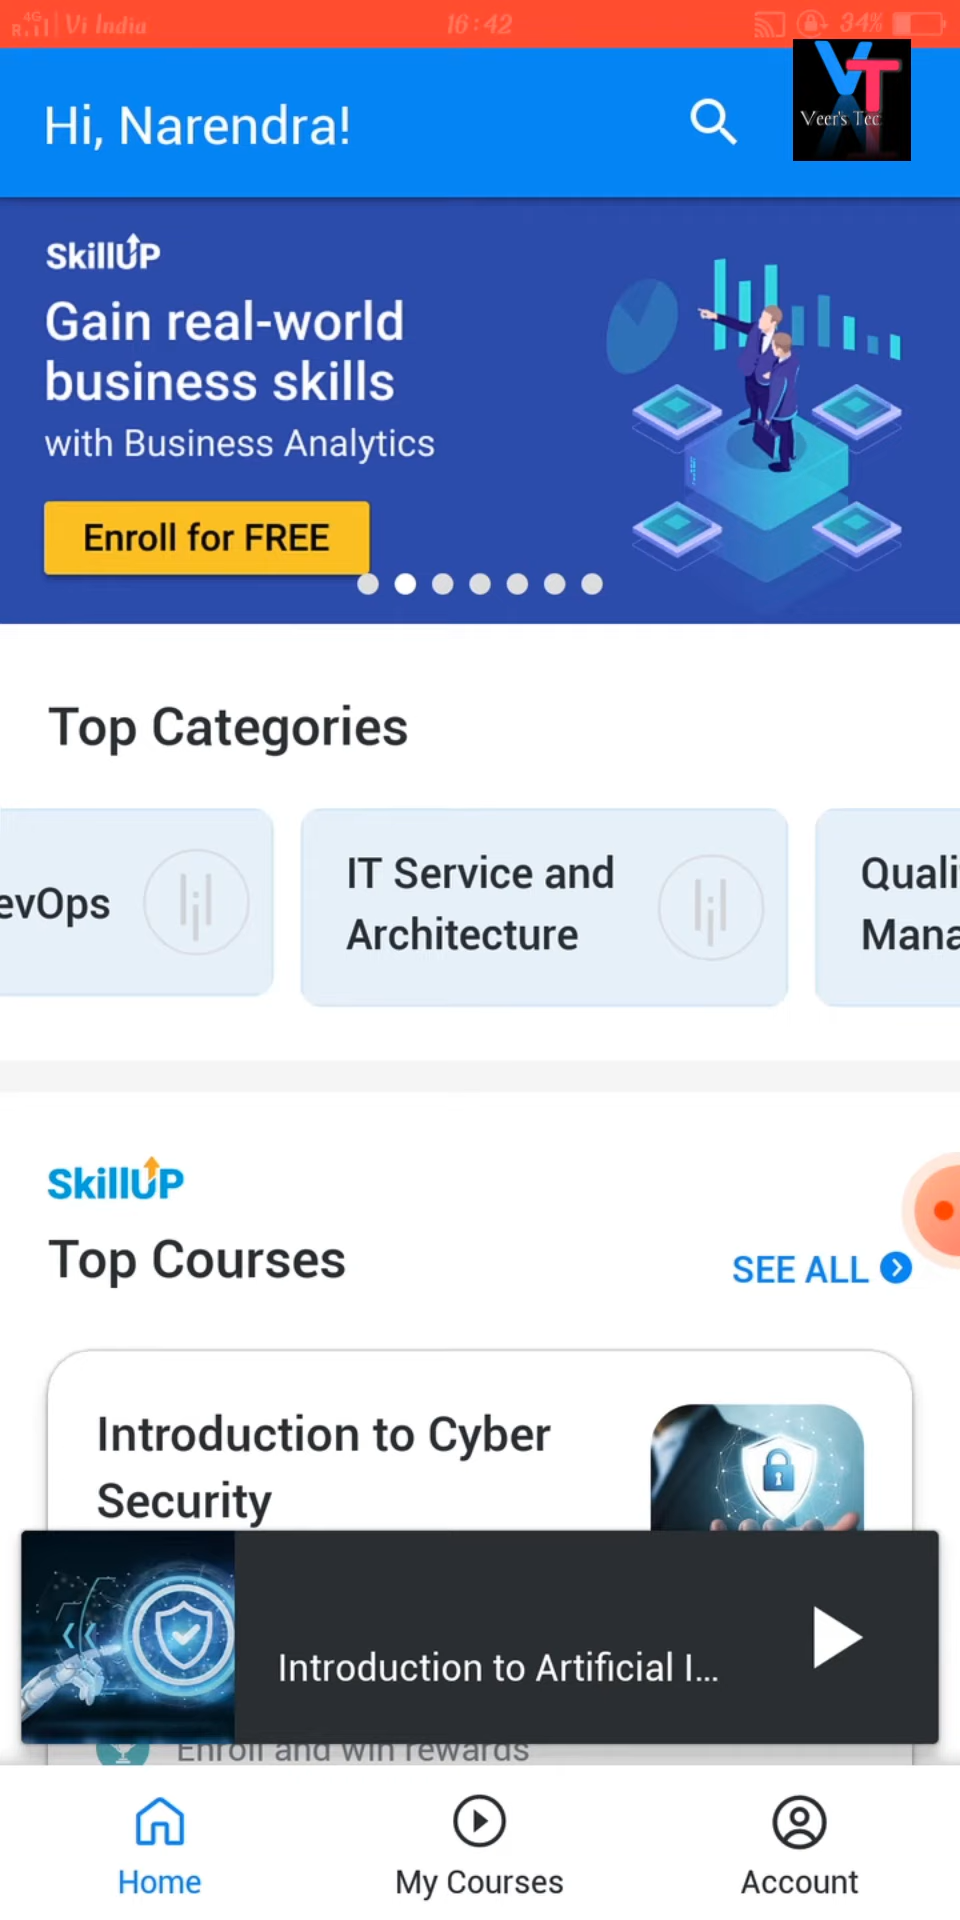 4G
R Vi India 16:42 34%
Hi, Narendra!
VT
Veer's Tec
SkillUP
Gain real-world
business skills
with Business Analytics
Enroll for FREE
Top Categories
evOps
IT Service and
Architecture
Quali
Mana
SkillUP
Top Courses
SEE ALL
Introduction to Cyber
Security
Introduction to Artificial I...
Enroll and win rewards
Home
My Courses
Account